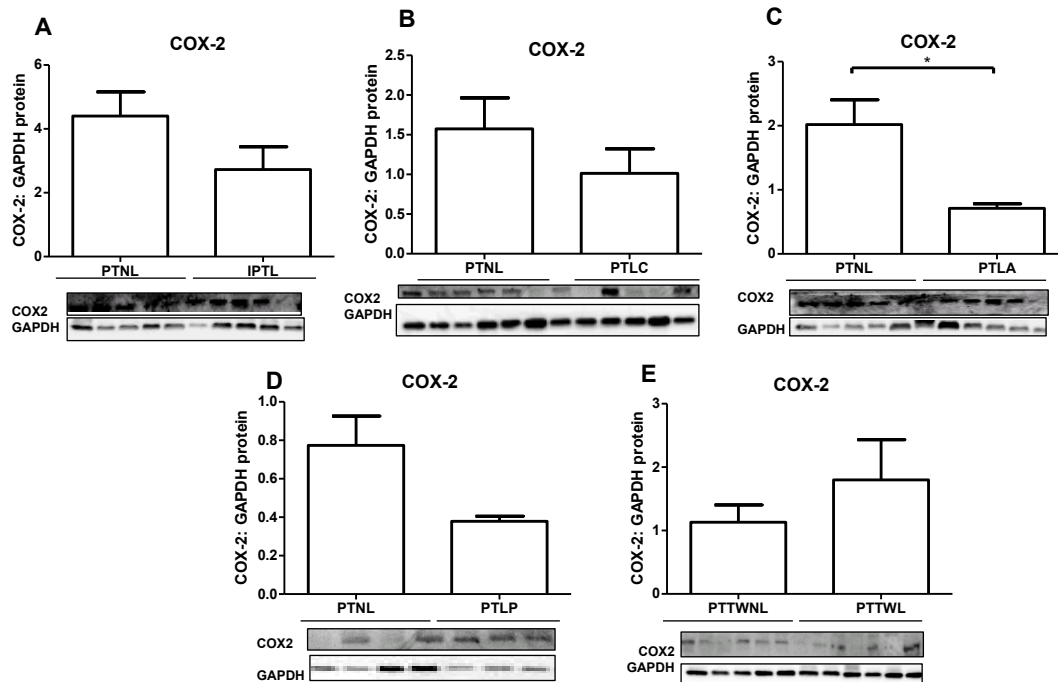 A
COX-2
COX-2: GAPDH protein
6
4
2
0
PTNL IPTL
COX2
GAPDH
B
COX-2
COX-2: GAPDH protein
2.5
2.0
1.5
1.0
0.5
0.0
PTNL PTLC
COX2
GAPDH
C
COX-2
*
COX-2: GAPDH protein
3
2
1
0
PTNL PTLA
COX2
GAPDH
D
COX-2
COX-2: GAPDH protein
1.0
0.8
0.6
0.4
0.2
0.0
PTNL PTLP
COX2
GAPDH
E
COX-2
COX-2: GAPDH protein
3
2
1
0
PTTWNL PTTWL
COX2
GAPDH